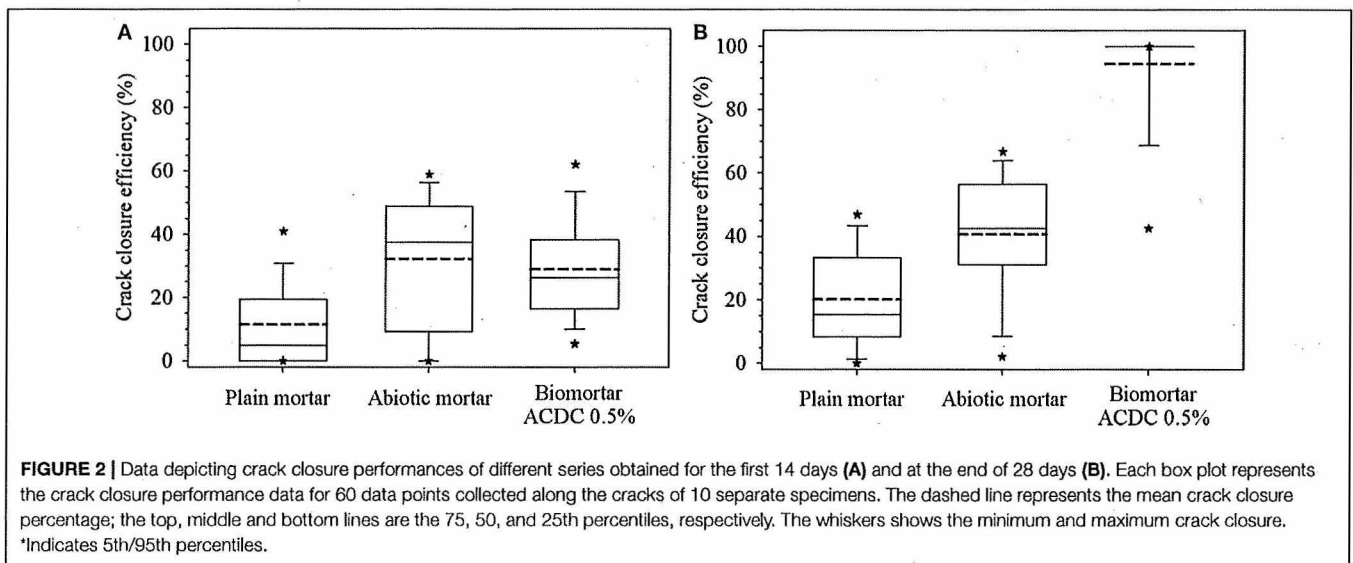 A
B
100
80
60
40
20
0
Crack closure efficiency (%)
Plain mortar
Abiotic mortar
Biomortar
ACDC 0.5%
100
80
60
40
20
0
Crack closure efficiency (%)
Plain mortar
Abiotic mortar
Biomortar
ACDC 0.5%
FIGURE 2 | Data depicting crack closure performances of different series obtained for the first 14 days (A) and at the end of 28 days (B). Each box plot represents
the crack closure performance data for 60 data points collected along the cracks of 10 separate specimens. The dashed line represents the mean crack closure
percentage; the top, middle and bottom lines are the 75, 50, and 25th percentiles, respectively. The whiskers shows the minimum and maximum crack closure.
*Indicates 5th/95th percentiles.